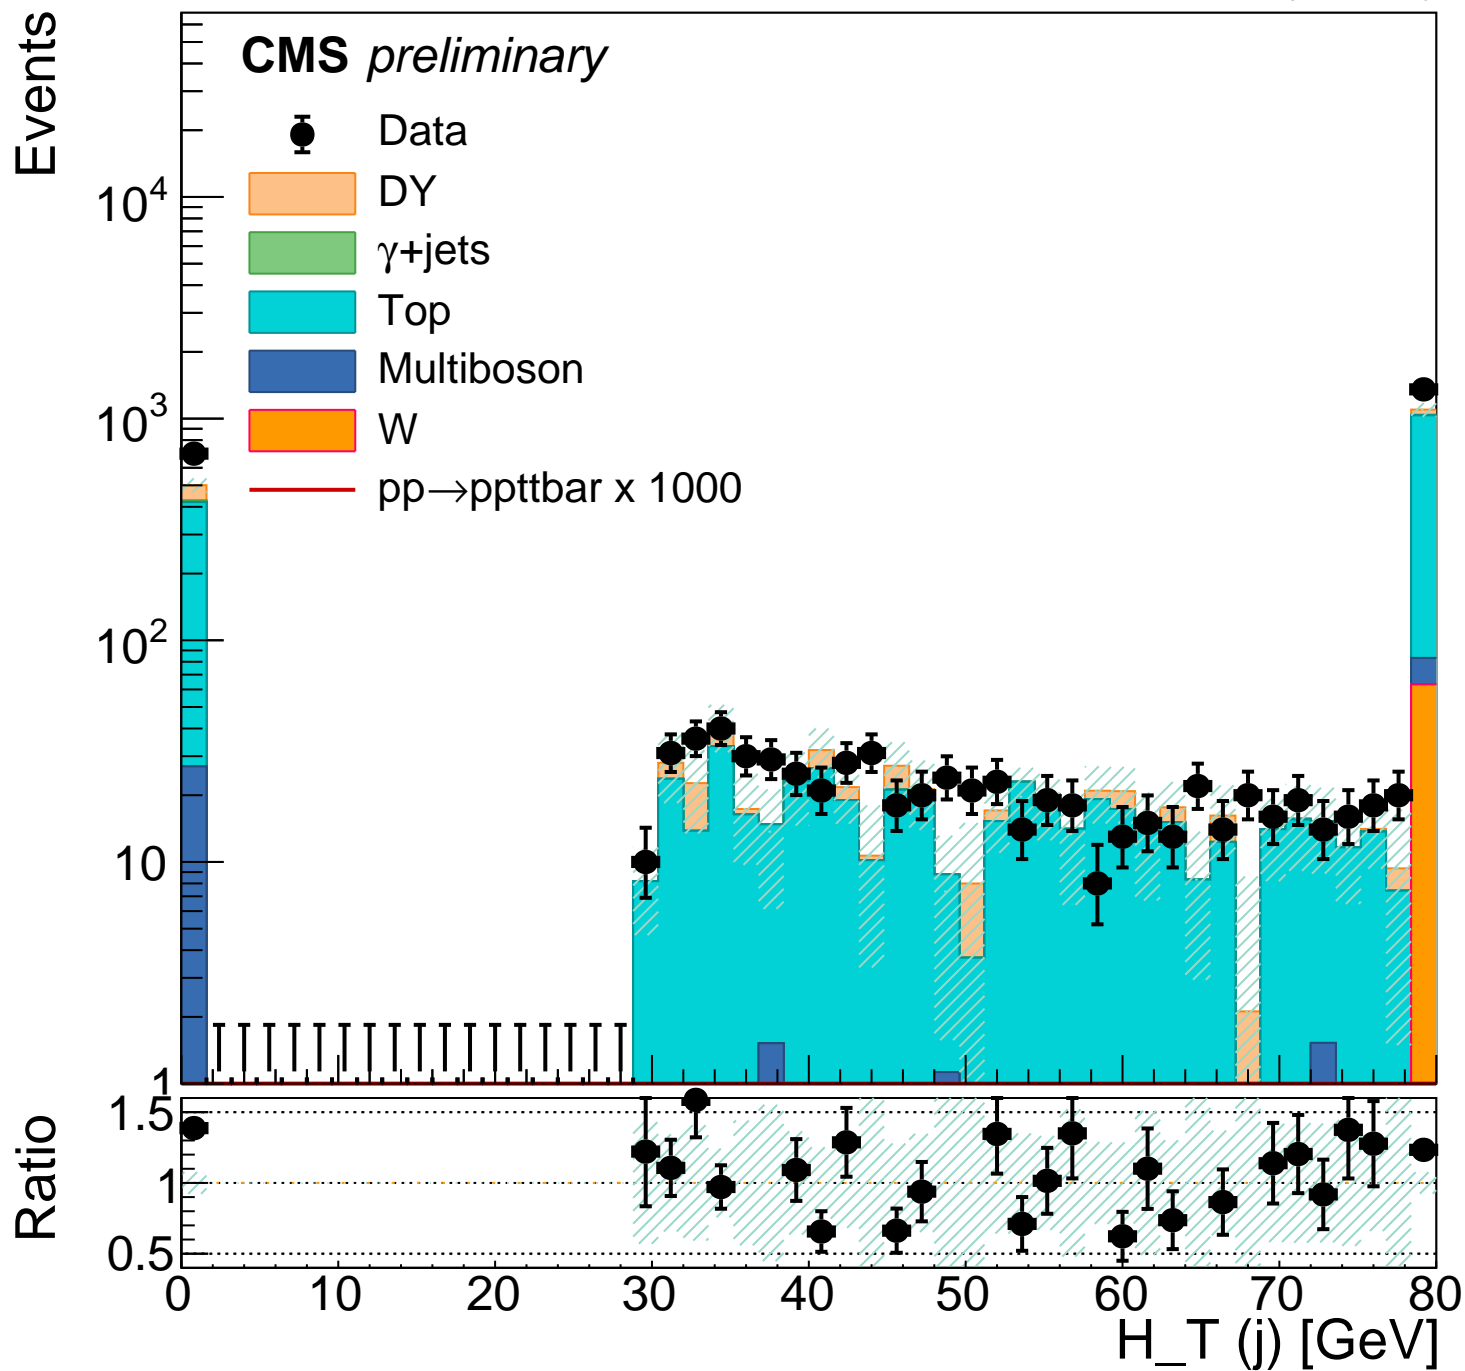 CMS preliminary
Events
Data
DY
γ+jets
Top
Multiboson
W
pp→ppttbar x 1000
10^4
10^3
10^2
10
1
Ratio
1.5
1
0.5
0 10 20 30 40 50 60 70 80
H_T (j) [GeV]